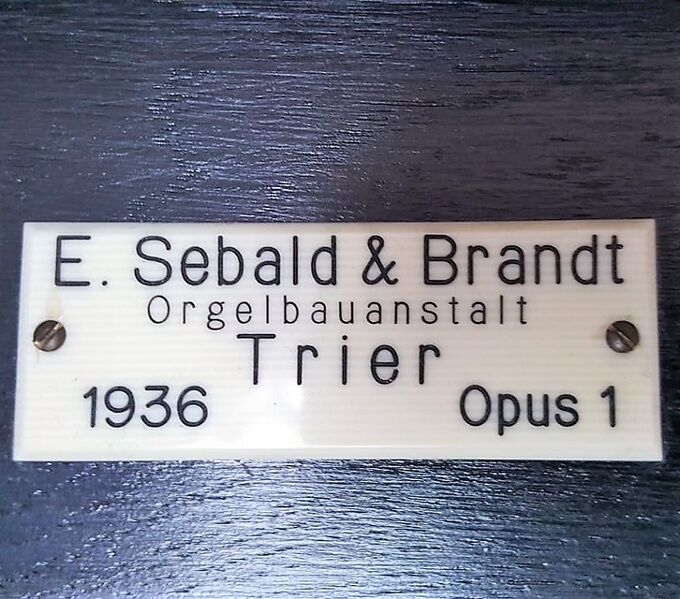 E. Sebald & Brandt
Orgelbauanstalt
Trier
1936 Opus 1